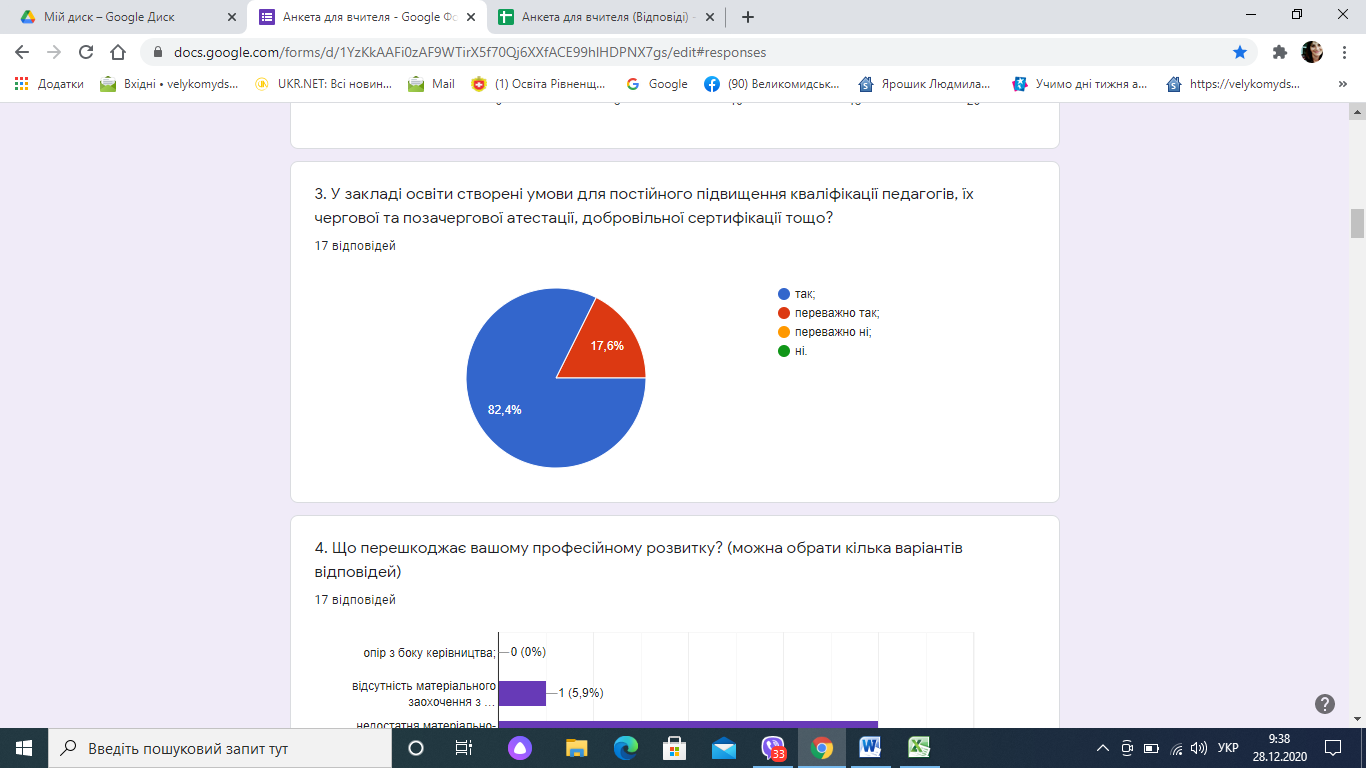 Мій диск – Google Диск
Анкета для вчителя - Google Фо
Анкета для вчителя (Відповіді) -
docs.google.com/forms/d/1YzKkAAFi0zAF9WTirX5f70Qj6XXfACE99hlHDPNX7gs/edit#responses
Додатки
Вхідні • velykomyds...
UKR.NET: Всі новин...
Mail
(1) Освіта Рівненщ...
Google
(90) Великомидськ...
Ярошик Людмила...
Учимо дні тижня а...
https://velykomyds...
3. У закладі освіти створені умови для постійного підвищення кваліфікації педагогів, їх
чергової та позачергової атестації, добровільної сертифікації тощо?
17 відповідей
так;
переважно так;
переважно ні;
ні.
17,6%
82,4%
4. Що перешкоджає вашому професійному розвитку? (можна обрати кілька варіантів
відповідей)
17 відповідей
опір з боку керівництва;
0 (0%)
відсутність матеріального
заохочення з ...
1 (5,9%)
недостатня матеріально-
Введіть пошуковий запит тут
33
УКР
9:38
28.12.2020